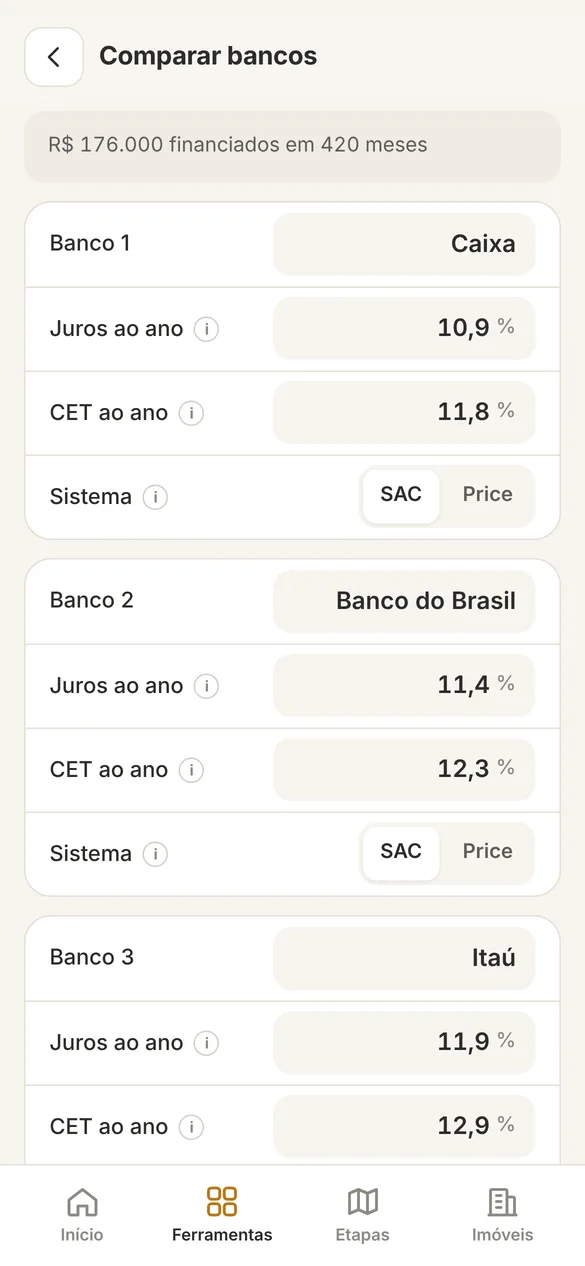 Comparar bancos
R$ 176.000 financiados em 420 meses
Banco 1 Caixa
Juros ao ano i 10,9 %
CET ao ano i 11,8 %
Sistema i SAC Price
Banco 2 Banco do Brasil
Juros ao ano i 11,4 %
CET ao ano i 12,3 %
Sistema i SAC Price
Banco 3 Itaú
Juros ao ano i 11,9 %
CET ao ano i 12,9 %
Início Ferramentas Etapas Imóveis